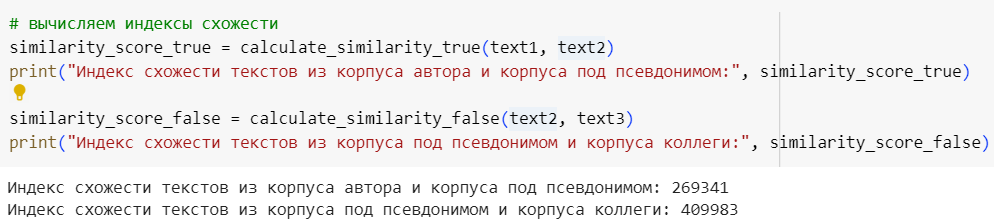 # вычисляем индексы схожести
similarity_score_true = calculate_similarity_true(text1, text2)
print("Индекс схожести текстов из корпуса автора и корпуса под псевдонимом:", similarity_score_true)
similarity_score_false = calculate_similarity_false(text2, text3)
print("Индекс схожести текстов из корпуса под псевдонимом и корпуса коллеги:", similarity_score_false)
Индекс схожести текстов из корпуса автора и корпуса под псевдонимом: 269341
Индекс схожести текстов из корпуса под псевдонимом и корпуса коллеги: 409983